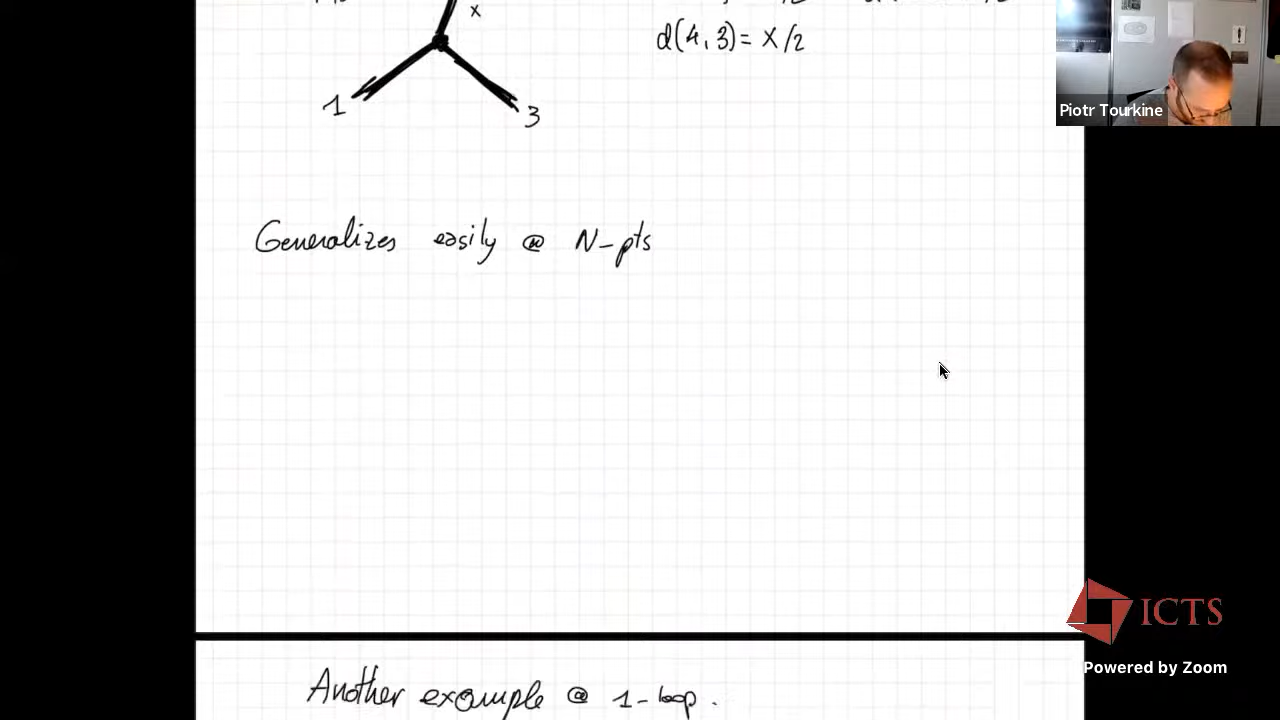 x
d(4,3)= x/2
1
3
Piotr Tourkine
Generalizes easily @ N-pts
ICTS
Powered by Zoom
Another example @ 1-loop.